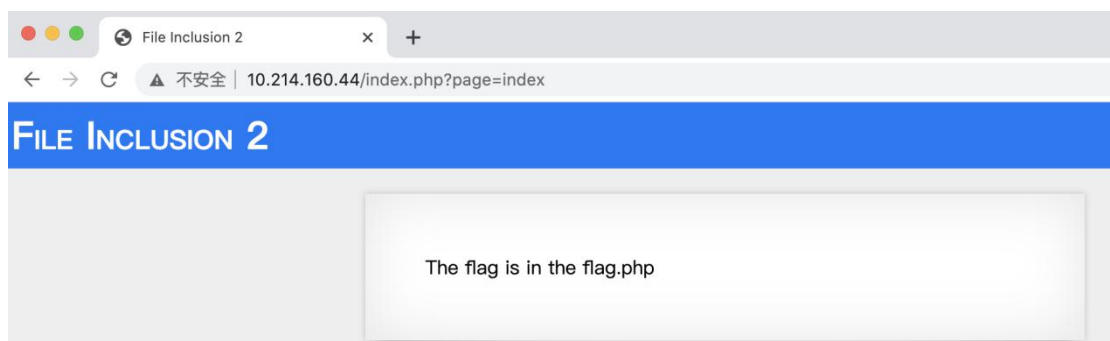 File Inclusion 2
不安全 | 10.214.160.44/index.php?page=index
FILE INCLUSION 2
The flag is in the flag.php